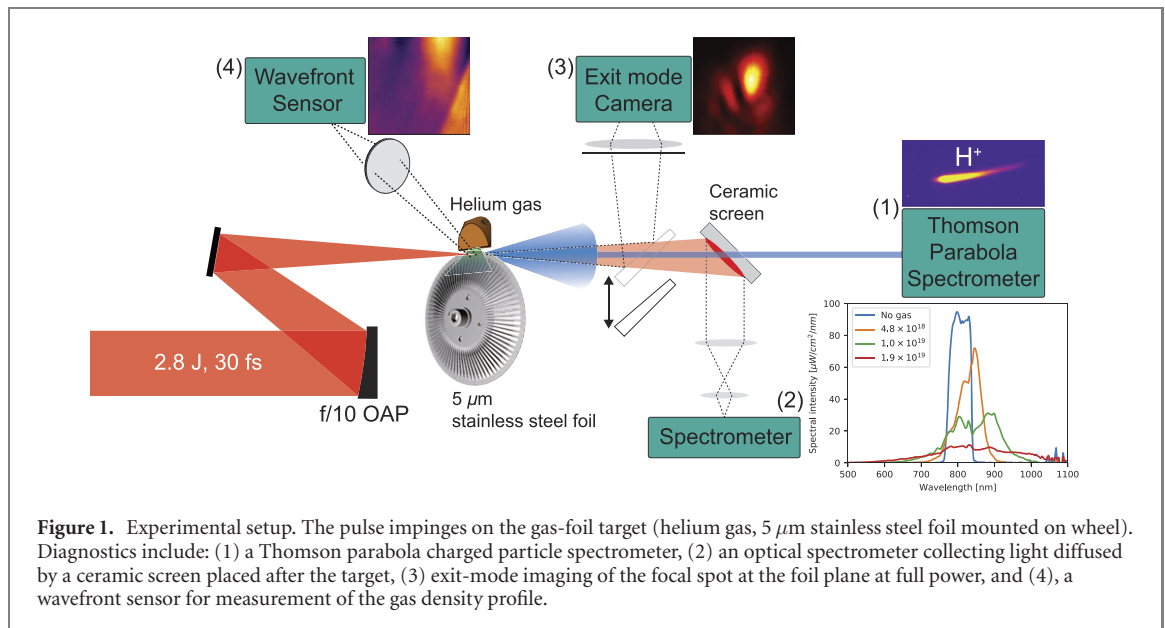 (4)
Wavefront
Sensor
(3)
Exit mode
Camera
H⁺
(1)
Thomson
Parabola
Spectrometer
Helium gas
Ceramic
screen
2.8 J, 30 fs
f/10 OAP
5 μm
stainless steel foil
(2)
Spectrometer
No gas
4.8 × 10¹⁸
1.0 × 10¹⁹
1.9 × 10¹⁹
Spectral intensity [μW/cm²/nm]
100
80
60
40
20
0
500 600 700 800 900 1000 1100
Wavelength [nm]
Figure 1. Experimental setup. The pulse impinges on the gas-foil target (helium gas, 5 μm stainless steel foil mounted on wheel).
Diagnostics include: (1) a Thomson parabola charged particle spectrometer, (2) an optical spectrometer collecting light diffused
by a ceramic screen placed after the target, (3) exit-mode imaging of the focal spot at the foil plane at full power, and (4), a
wavefront sensor for measurement of the gas density profile.